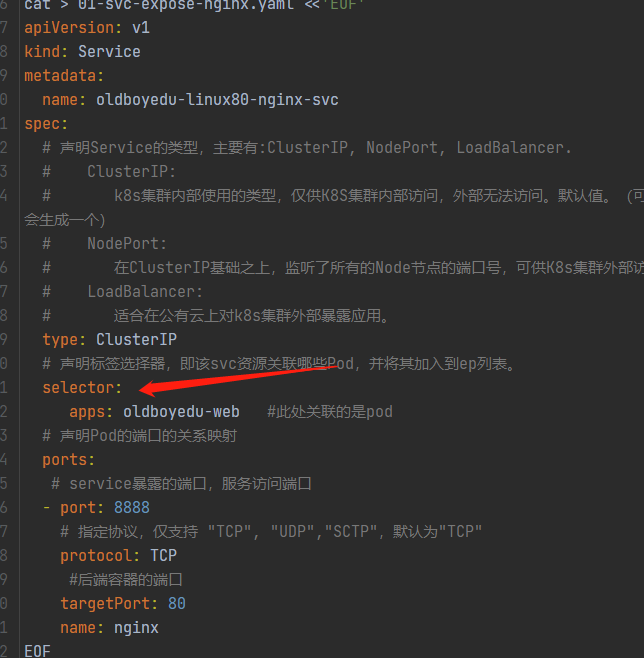 6 cat > 01-svc-expose-nginx.yaml <<'EOF'
7 apiVersion: v1
8 kind: Service
9 metadata:
0   name: oldboyedu-linux80-nginx-svc
1 spec:
2   # 声明Service的类型，主要有:ClusterIP, NodePort, LoadBalancer.
3   #    ClusterIP:
4   #       k8s集群内部使用的类型，仅供K8S集群内部访问，外部无法访问。默认值。（可
会生成一个）
5   #    NodePort:
6   #       在ClusterIP基础之上，监听了所有的Node节点的端口号，可供K8s集群外部访
7   #    LoadBalancer:
8   #       适合在公有云上对k8s集群外部暴露应用。
9   type: ClusterIP
0   # 声明标签选择器，即该svc资源关联哪些Pod，并将其加入到ep列表。
1   selector:
2      apps: oldboyedu-web   #此处关联的是pod
3   # 声明Pod的端口的关系映射
4   ports:
5    # service暴露的端口，服务访问端口
6   - port: 8888
7     # 指定协议，仅支持 "TCP", "UDP","SCTP"，默认为"TCP"
8     protocol: TCP
9      #后端容器的端口
0     targetPort: 80
1     name: nginx
2 EOF